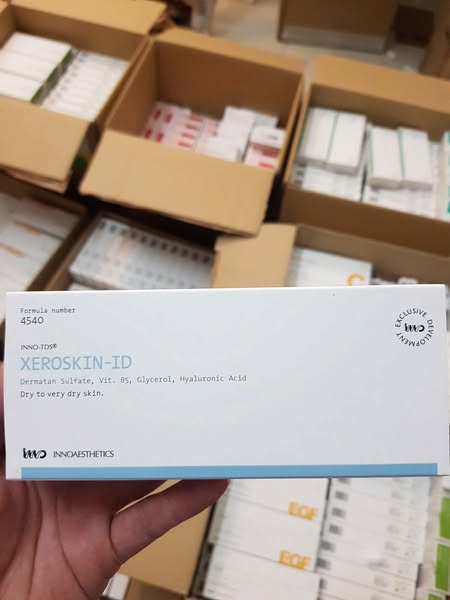 Formula number
4540
INNO-TDS®
XEROSKIN-ID
Dermatan Sulfate, Vit. B5, Glycerol, Hyaluronic Acid
Dry to very dry skin.
EXCLUSIVE DEVELOPMENT
inno
inno INNOAESTHETICS
EGF
EGF